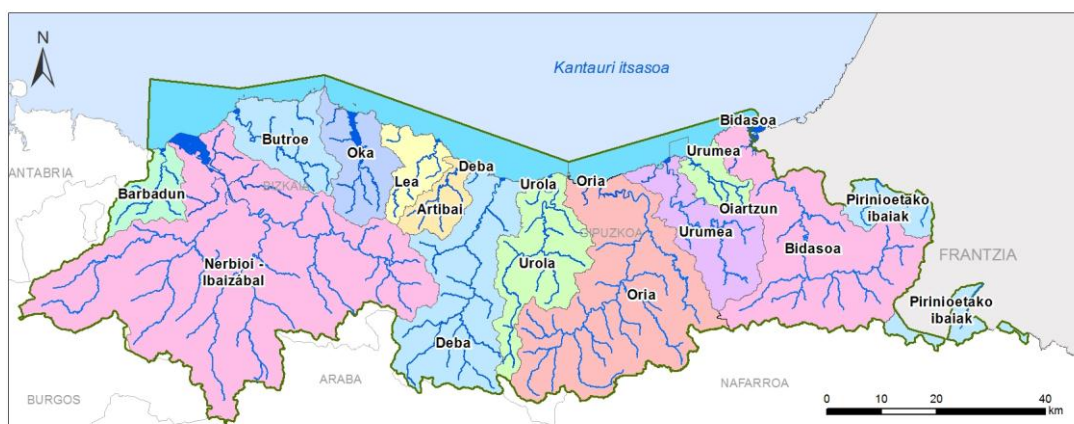 N
Kantauri itsasoa
Bidasoa
Butroe
Oka
Urumea
Deba
Lea
Urola
Oria
ANTABRIA
BIZKAIA
Barbadun
Artibai
Oiartzun
Pirinioetako
ibaiak
GIPUZKOA
Urumea
Bidasoa
FRANTZIA
Nerbioi -
Ibaizábal
Urola
Oria
Pirinioetako
ibaiak
Deba
ARABA
NAFARROA
BURGOS
0 10 20 40
km